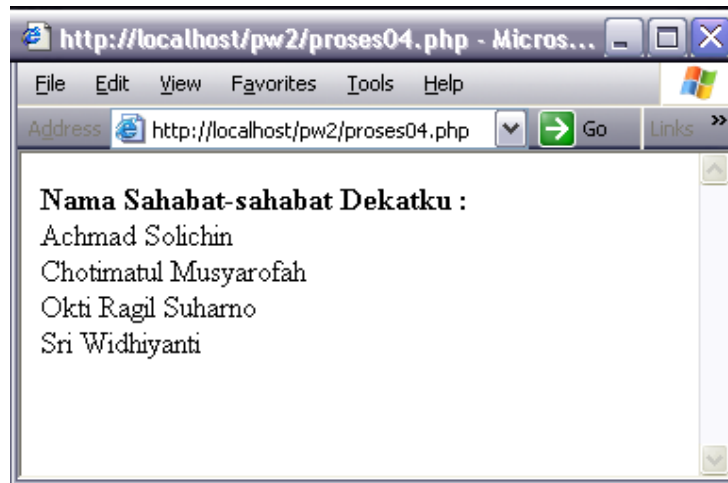 http://localhost/pw2/proses04.php - Micros...
File Edit View Favorites Tools Help
Address http://localhost/pw2/proses04.php Go Links »
Nama Sahabat-sahabat Dekatku :
Achmad Solichin
Chotimatul Musyarofah
Okti Ragil Suharno
Sri Widhiyanti